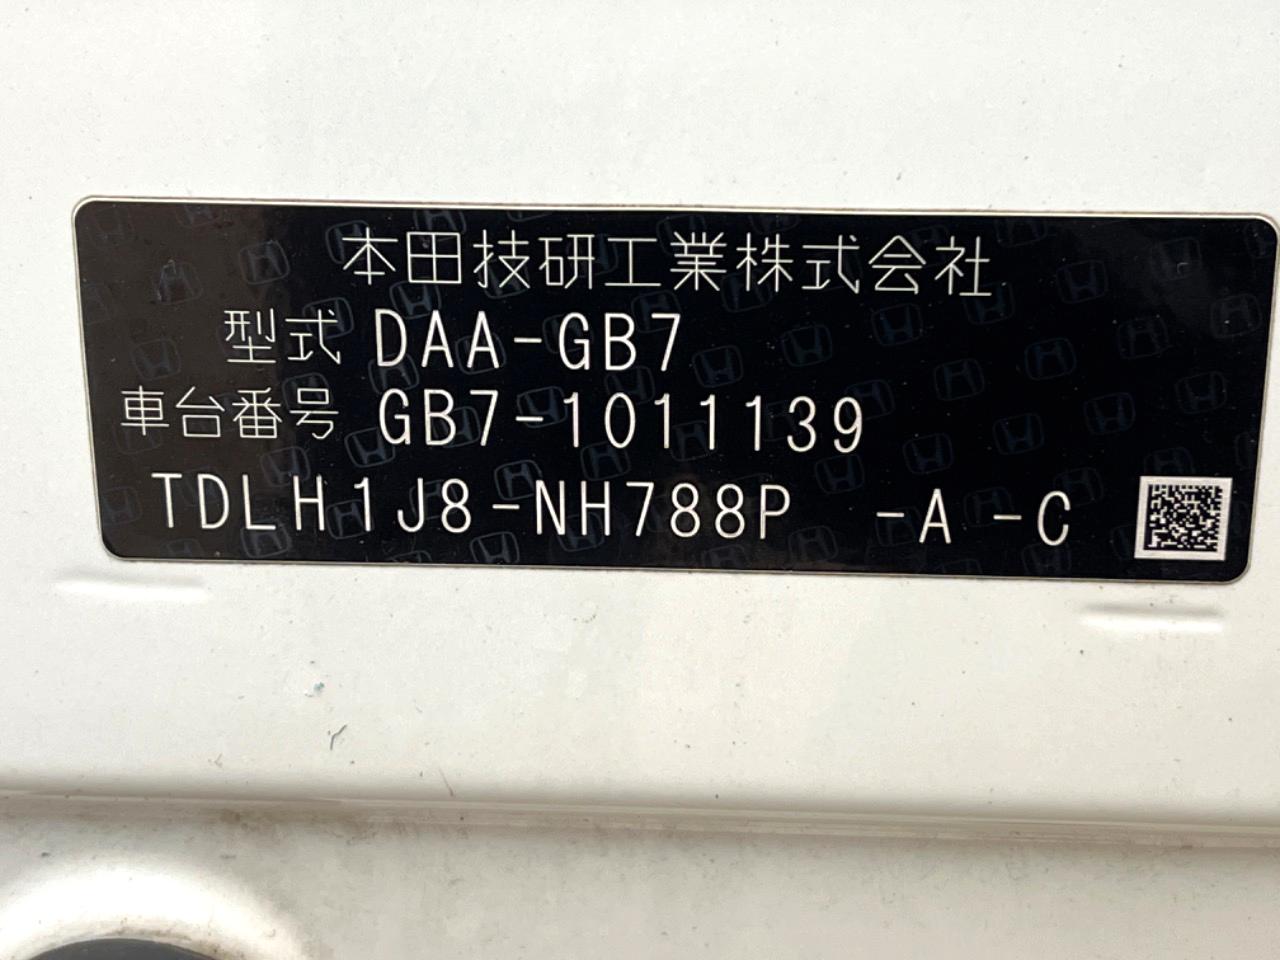 本田技研工業株式会社
型式 DAA-GB7
車台番号 GB7-1011139
TDLH1J8-NH788P -A -C